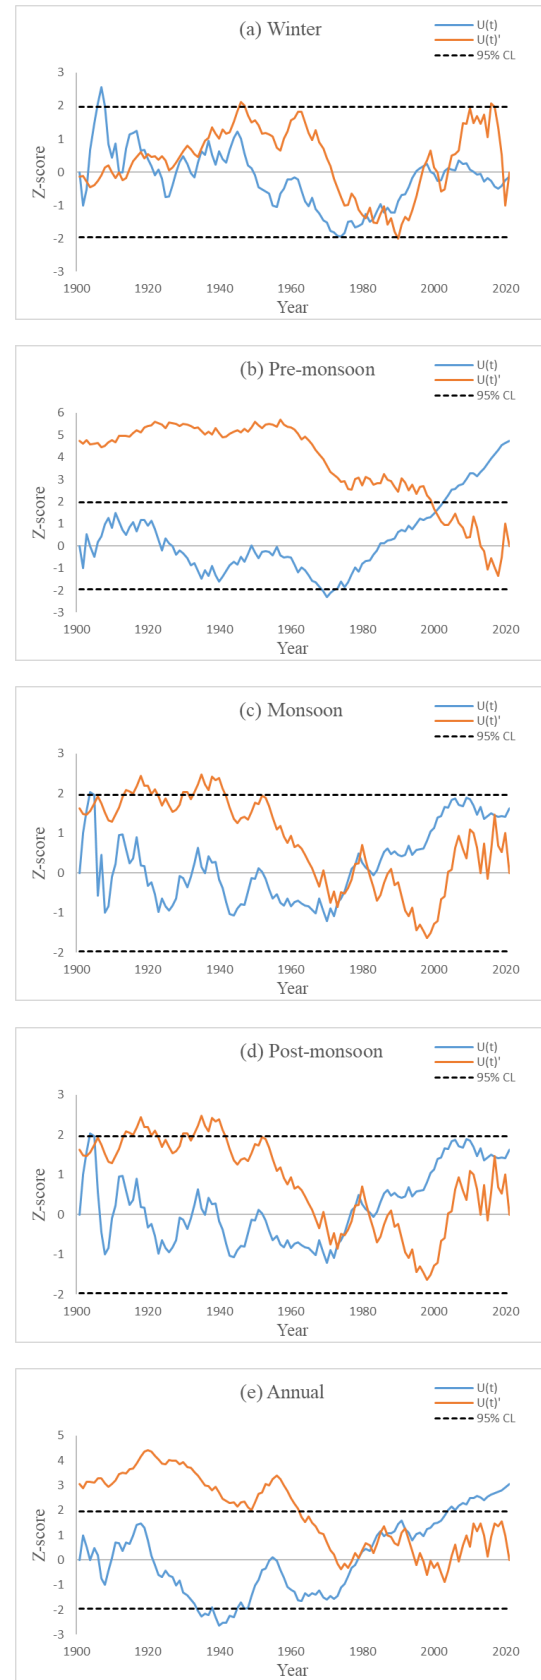 (a) Winter
U(t)
U(t)'
95% CL
3
2
1
0
-1
-2
-3
Z-score
1900 1920 1940 1960 1980 2000 2020
Year
(b) Pre-monsoon
U(t)
U(t)'
95% CL
6
5
4
3
2
1
0
-1
-2
-3
Z-score
1900 1920 1940 1960 1980 2000 2020
Year
(c) Monsoon
U(t)
U(t)'
95% CL
3
2
1
0
-1
-2
Z-score
1900 1920 1940 1960 1980 2000 2020
Year
(d) Post-monsoon
U(t)
U(t)'
95% CL
3
2
1
0
-1
-2
Z-score
1900 1920 1940 1960 1980 2000 2020
Year
(e) Annual
U(t)
U(t)'
95% CL
5
4
3
2
1
0
-1
-2
-3
Z-score
1900 1920 1940 1960 1980 2000 2020
Year